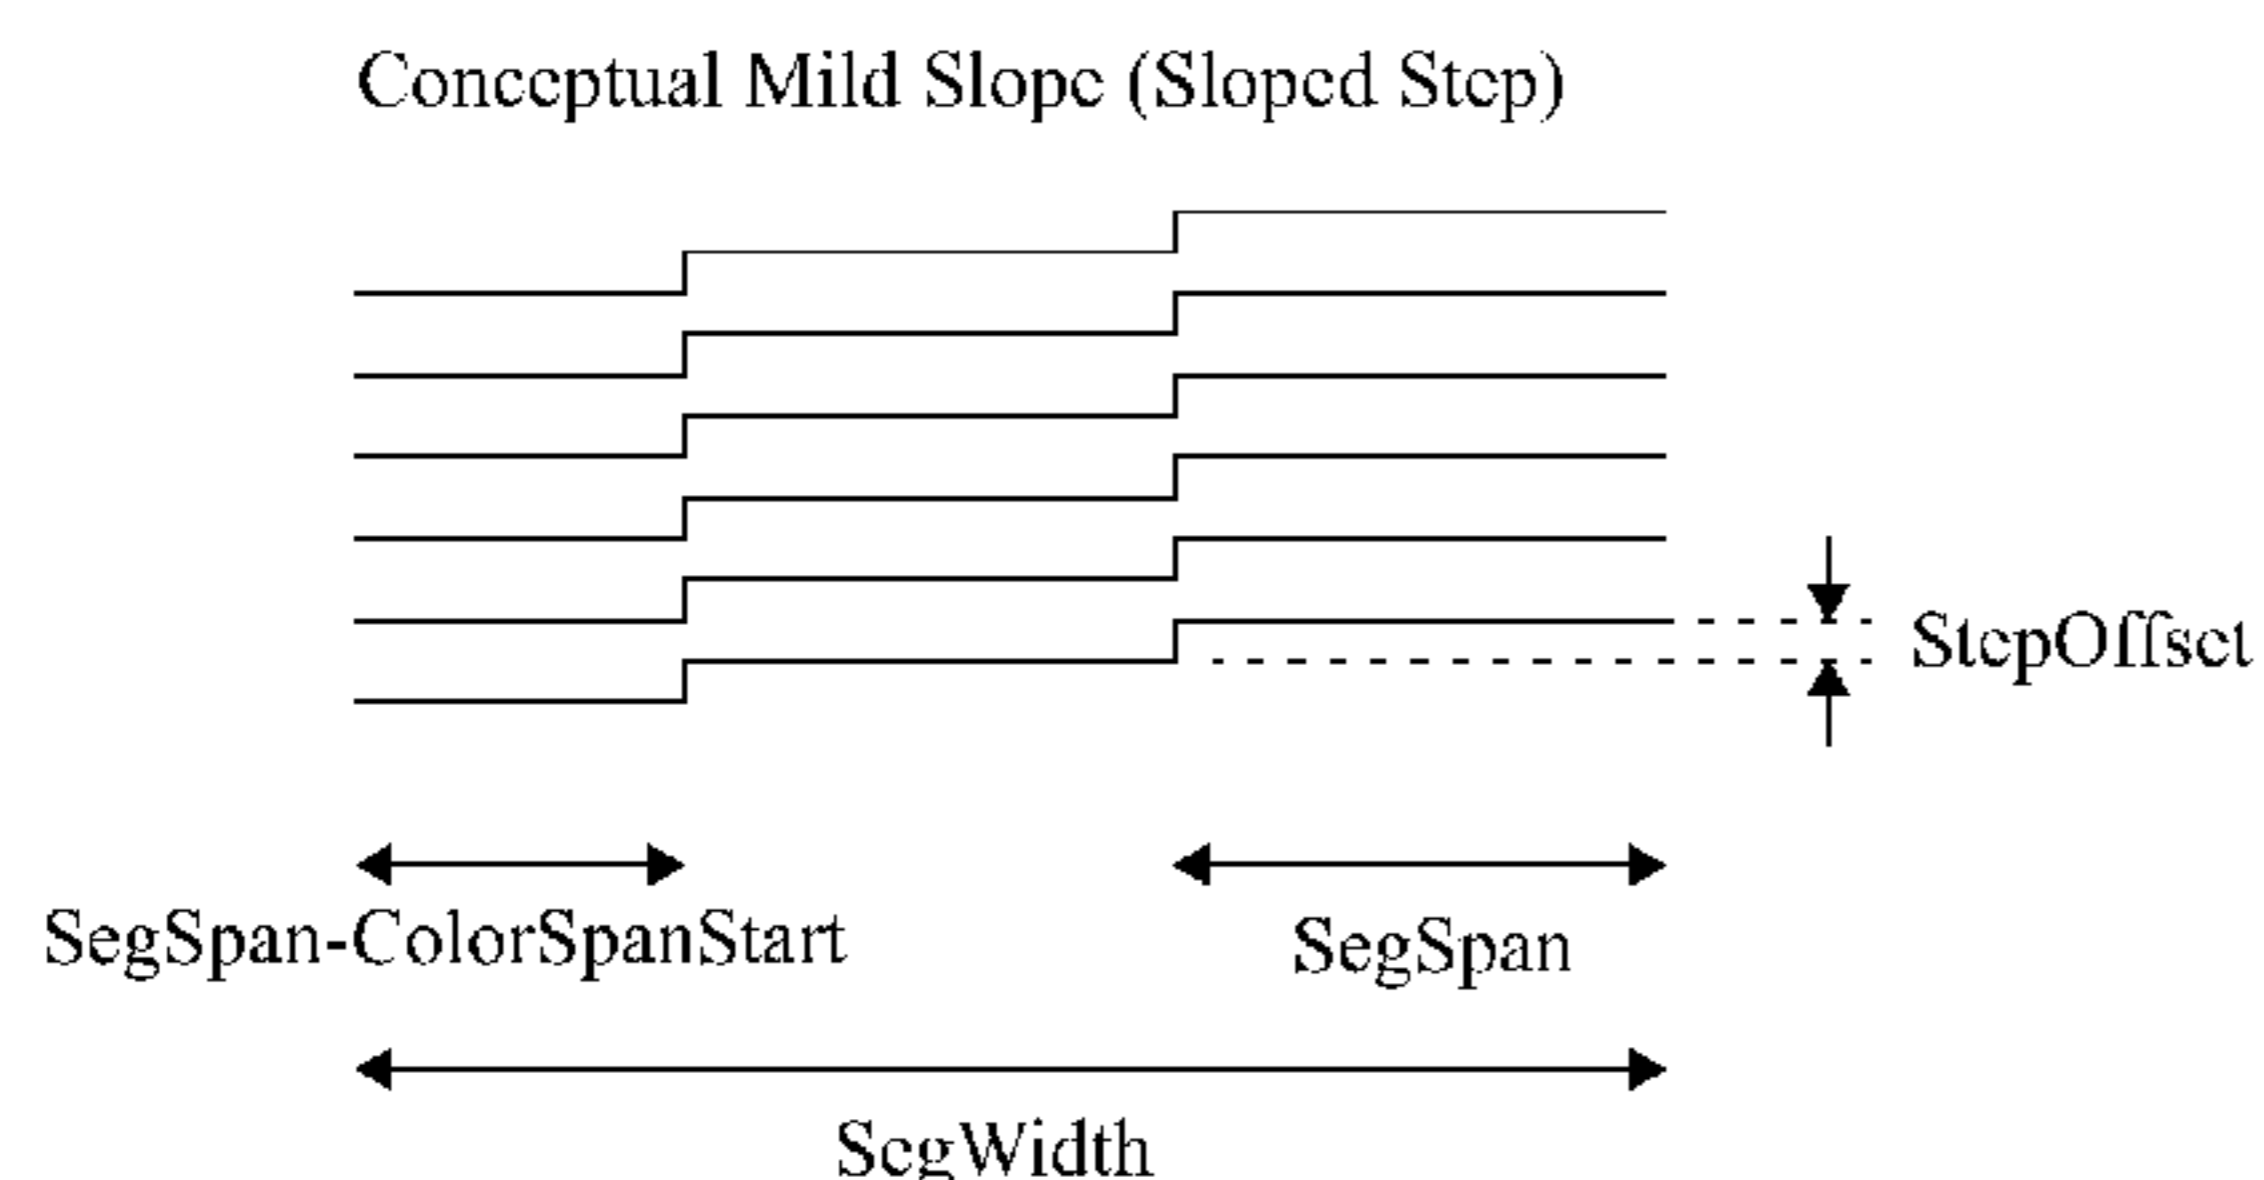 Conceptual Mild Slope (Sloped Step)
StepOffset
SegSpan-ColorSpanStart
SegSpan
SegWidth